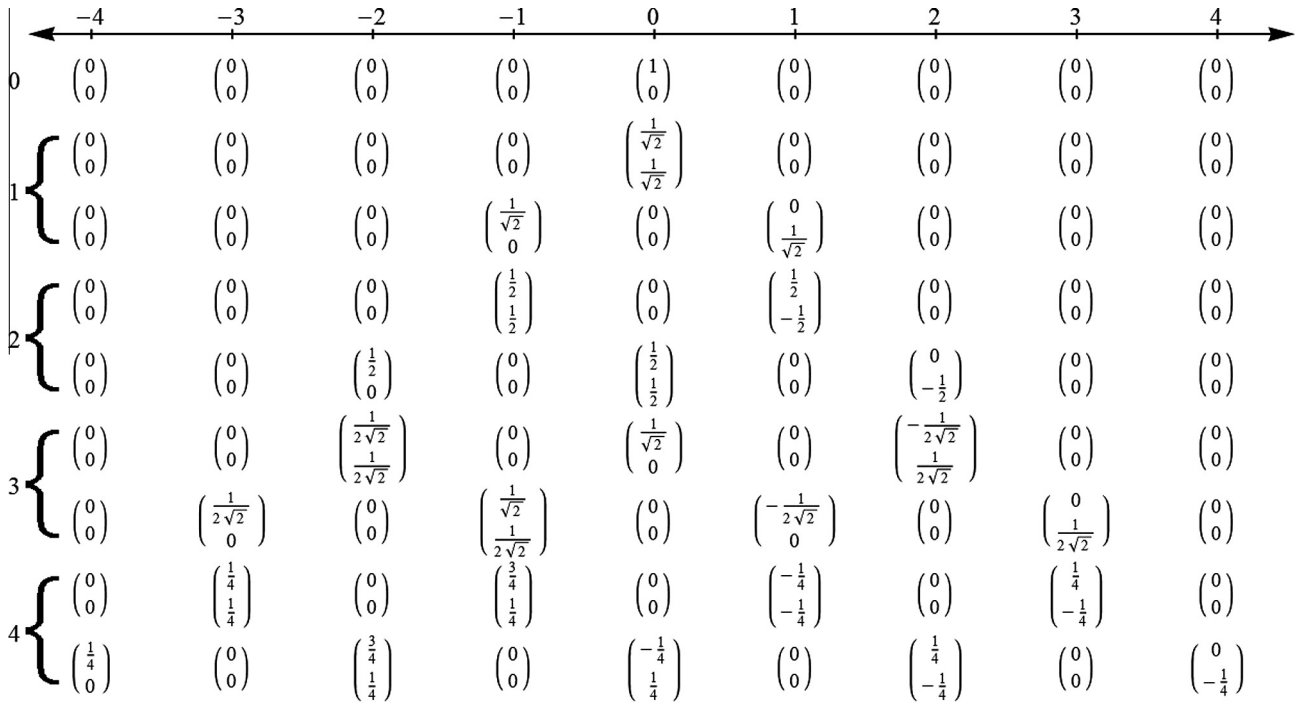 −4 −3 −2 −1 0 1 2 3 4
0 (0 0) (0 0) (0 0) (0 0) (1 0) (0 0) (0 0) (0 0) (0 0)
1 { (0 0) (0 0) (0 0) (0 0) (1/√2 1/√2) (0 0) (0 0) (0 0) (0 0)
(0 0) (0 0) (0 0) (1/√2 0) (0 0) (0 1/√2) (0 0) (0 0) (0 0)
2 { (0 0) (0 0) (0 0) (1/2 1/2) (0 0) (1/2 −1/2) (0 0) (0 0) (0 0)
(0 0) (0 0) (1/2 0) (0 0) (1/2 1/2) (0 0) (0 −1/2) (0 0) (0 0)
3 { (0 0) (0 0) (1/2√2 1/2√2) (0 0) (1/√2 0) (0 0) (−1/2√2 1/2√2) (0 0) (0 0)
(0 0) (1/2√2 0) (0 0) (1/√2 1/2√2) (0 0) (−1/2√2 0) (0 0) (0 1/2√2) (0 0)
4 { (0 0) (1/4 1/4) (0 0) (3/4 1/4) (0 0) (−1/4 −1/4) (0 0) (1/4 −1/4) (0 0)
(1/4 0) (0 0) (3/4 1/4) (0 0) (−1/4 1/4) (0 0) (1/4 −1/4) (0 0) (0 −1/4)